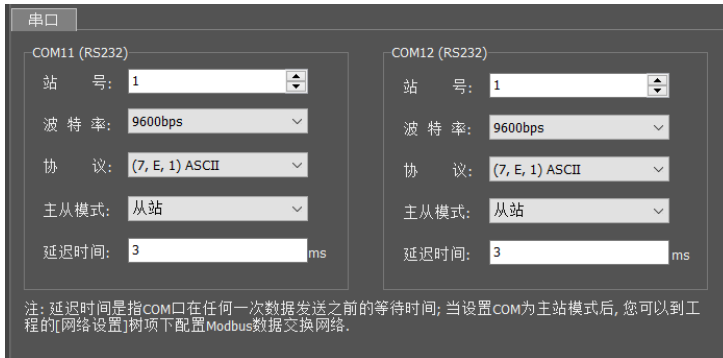 串口
COM11 (RS232)
站 号: 1
波 特 率: 9600bps
协 议: (7, E, 1) ASCII
主从模式: 从站
延迟时间: 3 ms
COM12 (RS232)
站 号: 1
波 特 率: 9600bps
协 议: (7, E, 1) ASCII
主从模式: 从站
延迟时间: 3 ms
注: 延迟时间是指COM口在任何一次数据发送之前的等待时间; 当设置COM为主站模式后, 您可以到工
程的[网络设置]树项下配置Modbus数据交换网络.